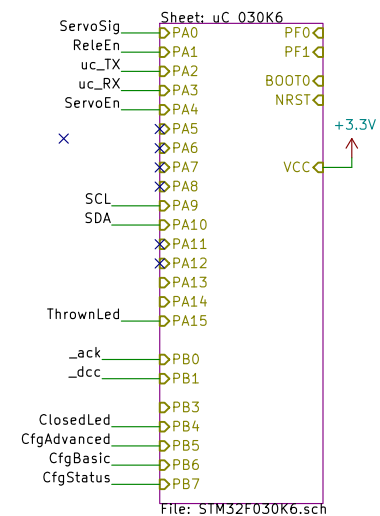 Sheet: uC_030K6
ServoSig PA0 PF0
ReleEn PA1 PF1
uc_TX PA2
BOOT0
uc_RX PA3
NRST
ServoEn PA4
PA5
+3.3V
PA6
PA7 VCC
PA8
SCL PA9
SDA PA10
PA11
PA12
PA13
PA14
ThrownLed PA15
_ack PB0
_dcc PB1
PB3
ClosedLed PB4
CfgAdvanced PB5
CfgBasic PB6
CfgStatus PB7
File: STM32F030K6.sch